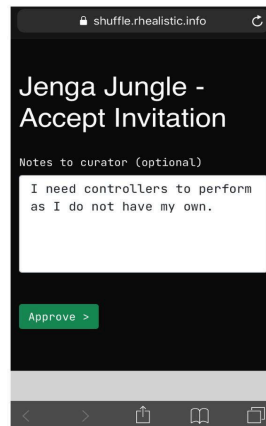 shuffle.rhealistic.info
Jenga Jungle -
Accept Invitation
Notes to curator (optional)
I need controllers to perform
as I do not have my own.
Approve >